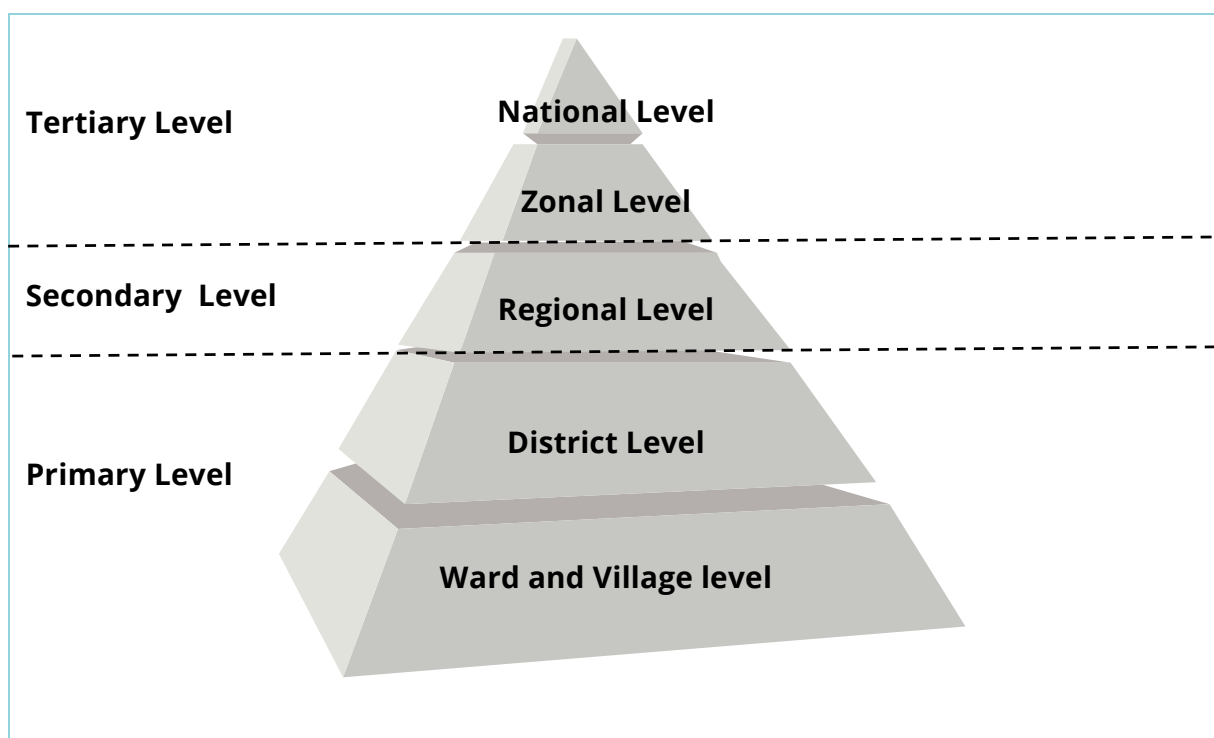 National Level
Tertiary Level
Zonal Level
Secondary  Level
Regional Level
District Level
Primary Level
Ward and Village level